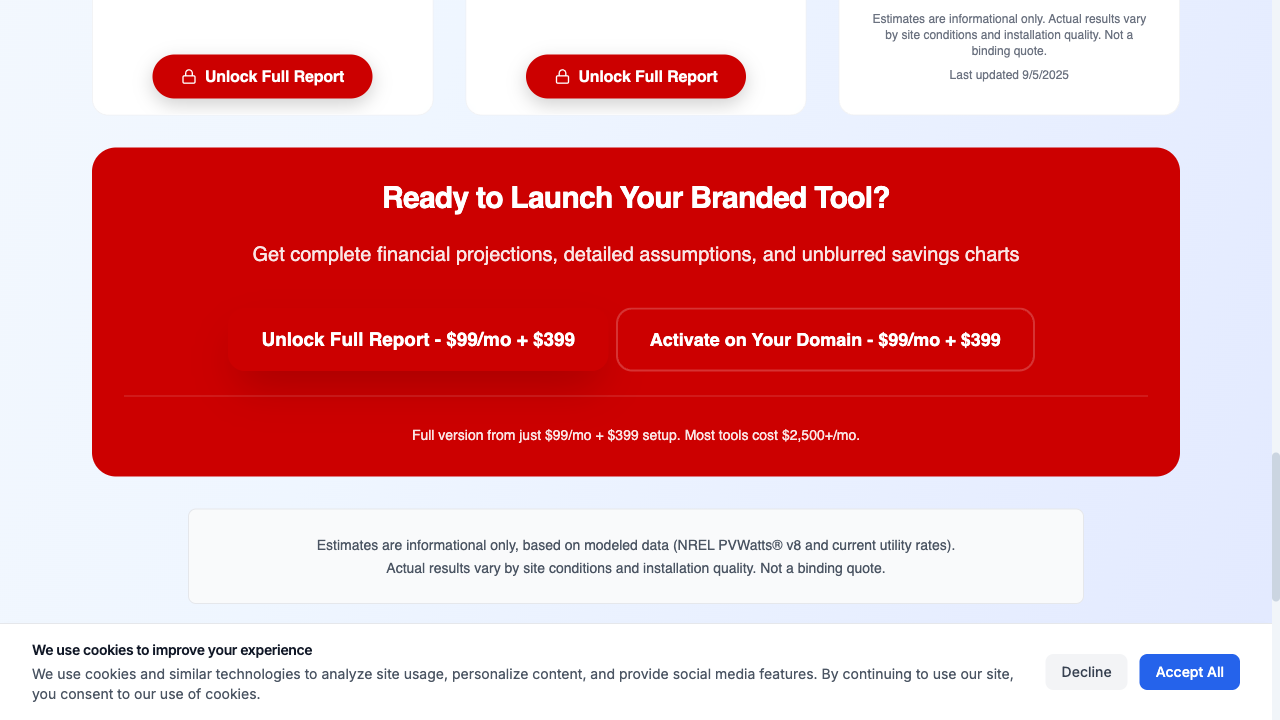 Unlock Full Report
Unlock Full Report
Estimates are informational only. Actual results vary
by site conditions and installation quality. Not a
binding quote.
Last updated 9/5/2025
Ready to Launch Your Branded Tool?
Get complete financial projections, detailed assumptions, and unblurred savings charts
Unlock Full Report - $99/mo + $399
Activate on Your Domain - $99/mo + $399
Full version from just $99/mo + $399 setup. Most tools cost $2,500+/mo.
Estimates are informational only, based on modeled data (NREL PVWatts® v8 and current utility rates).
Actual results vary by site conditions and installation quality. Not a binding quote.
We use cookies to improve your experience
We use cookies and similar technologies to analyze site usage, personalize content, and provide social media features. By continuing to use our site,
you consent to our use of cookies.
Decline
Accept All